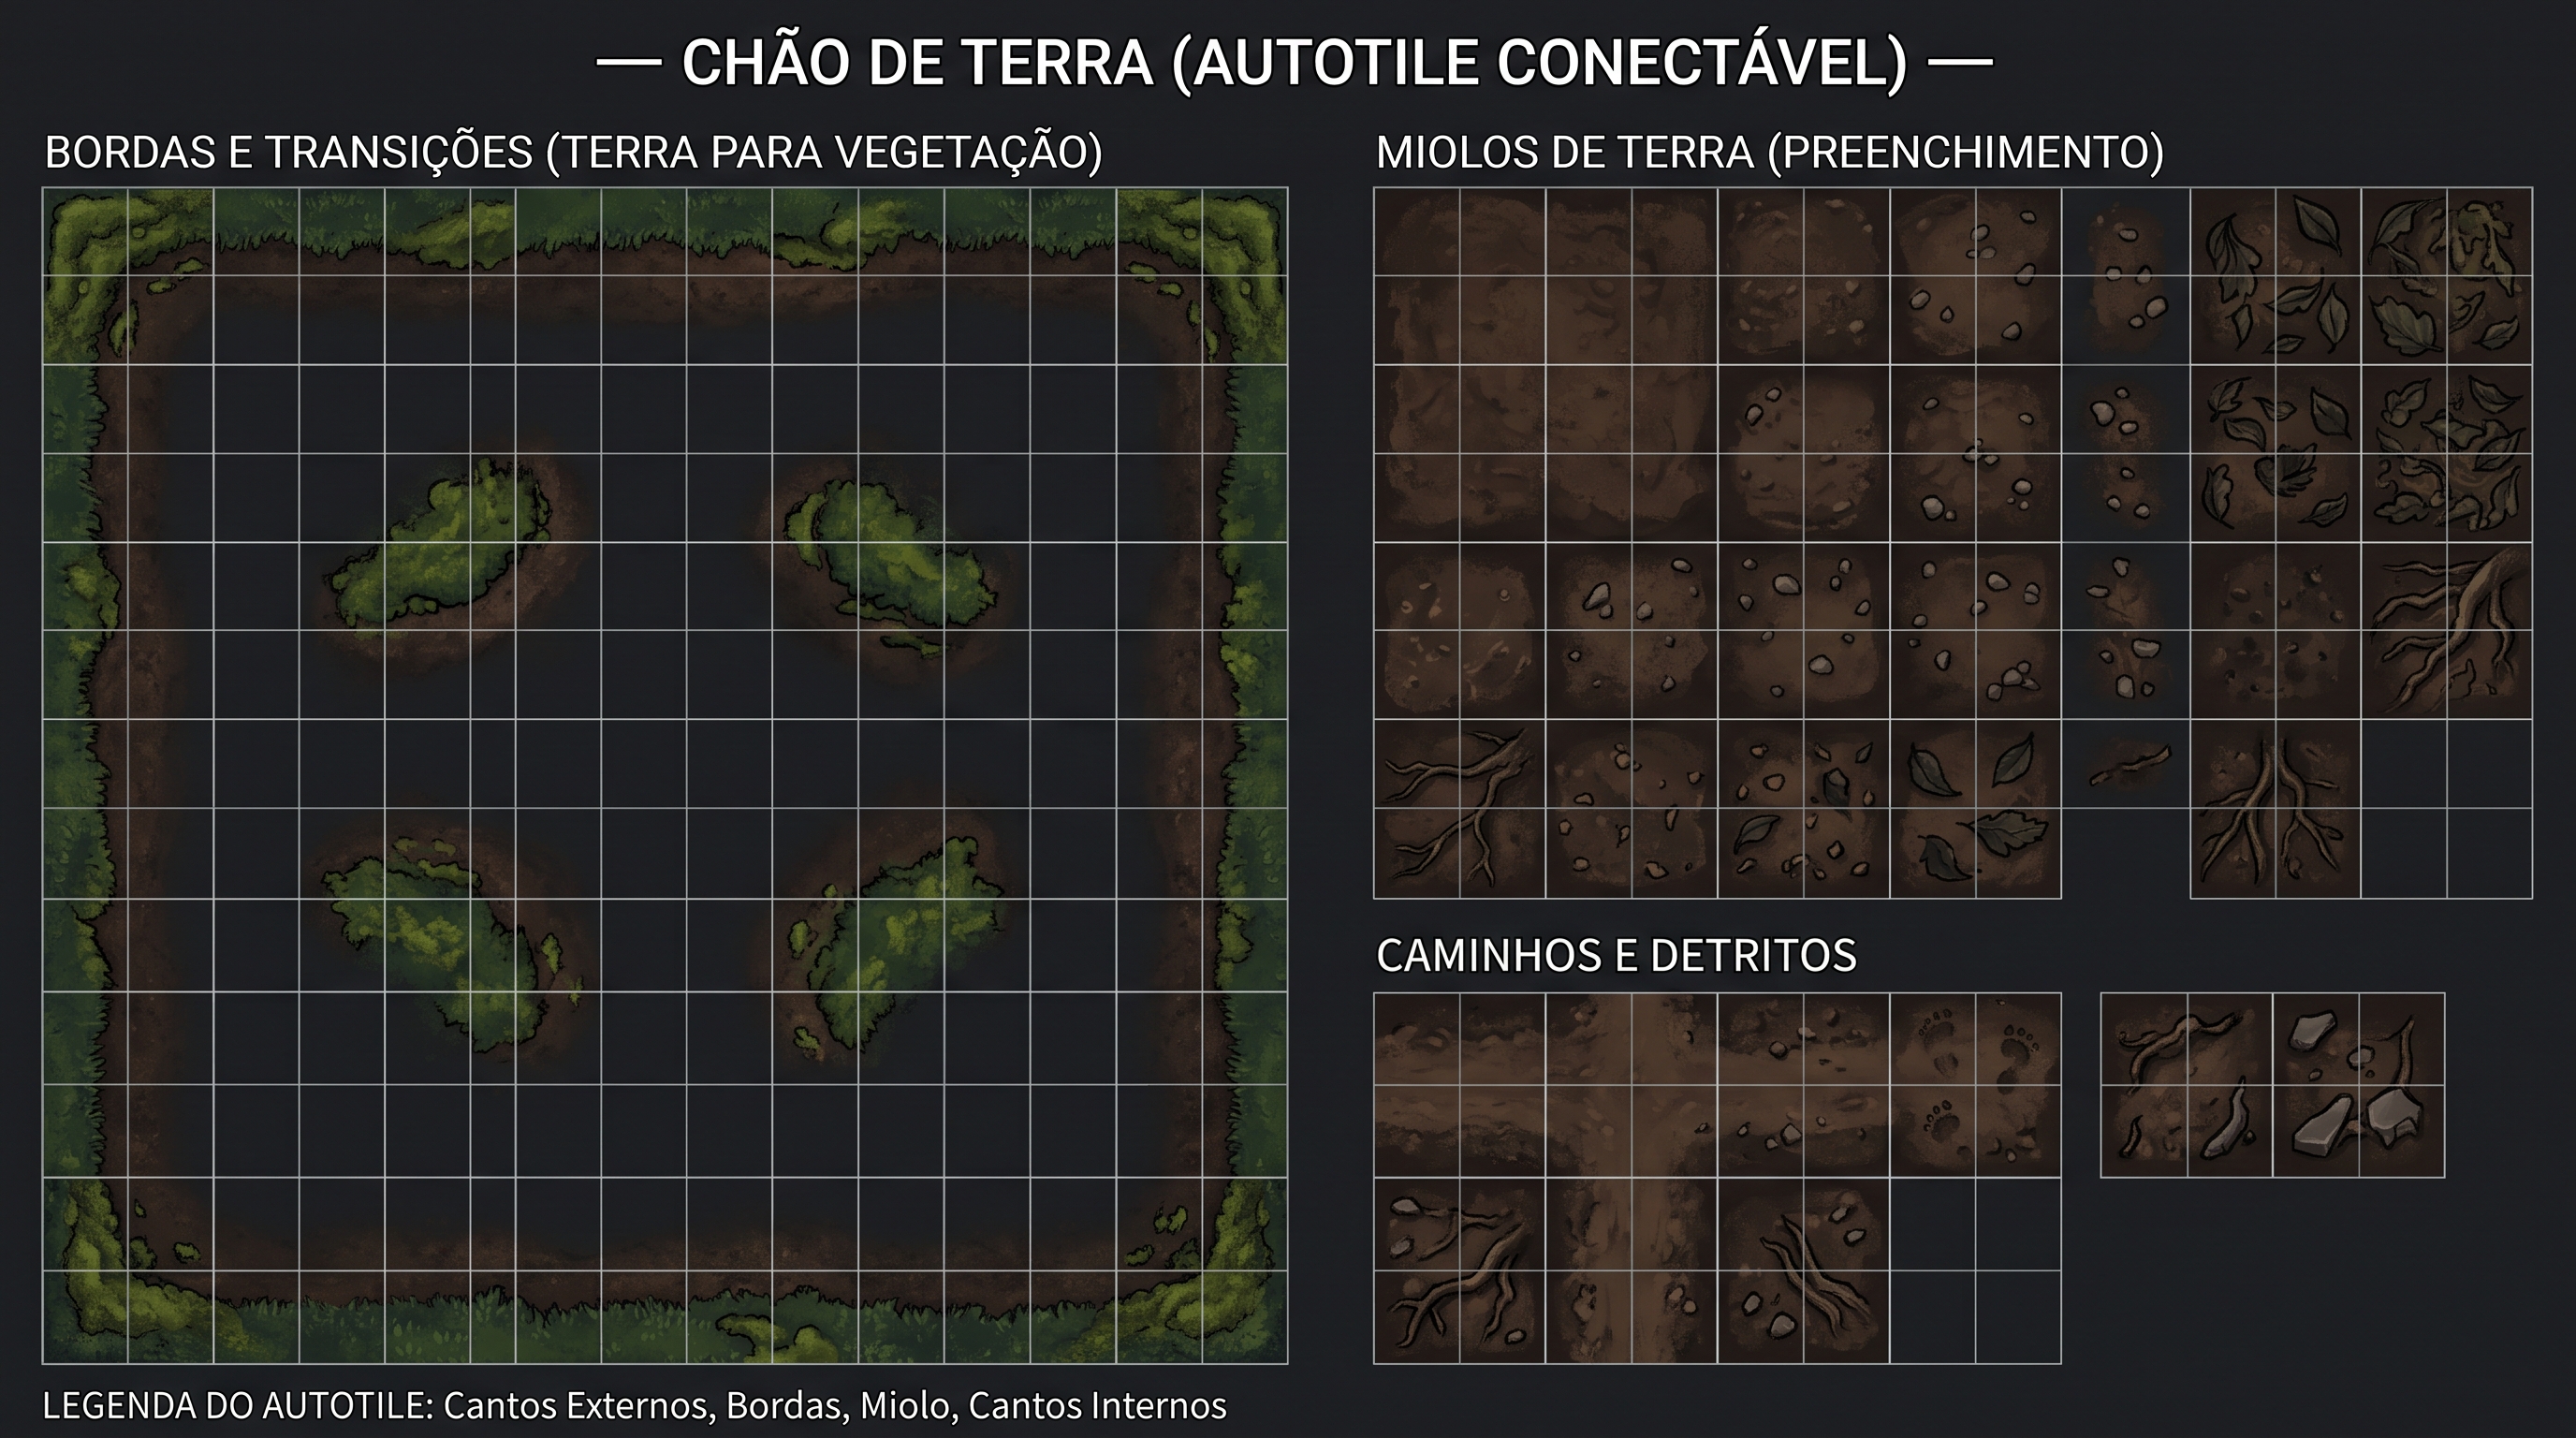 — CHÃO DE TERRA (AUTOTILE CONECTÁVEL) —
BORDAS E TRANSIÇÕES (TERRA PARA VEGETAÇÃO)
MIOLOS DE TERRA (PREENCHIMENTO)
CAMINHOS E DETRITOS
LEGENDA DO AUTOTILE: Cantos Externos, Bordas, Miolo, Cantos Internos